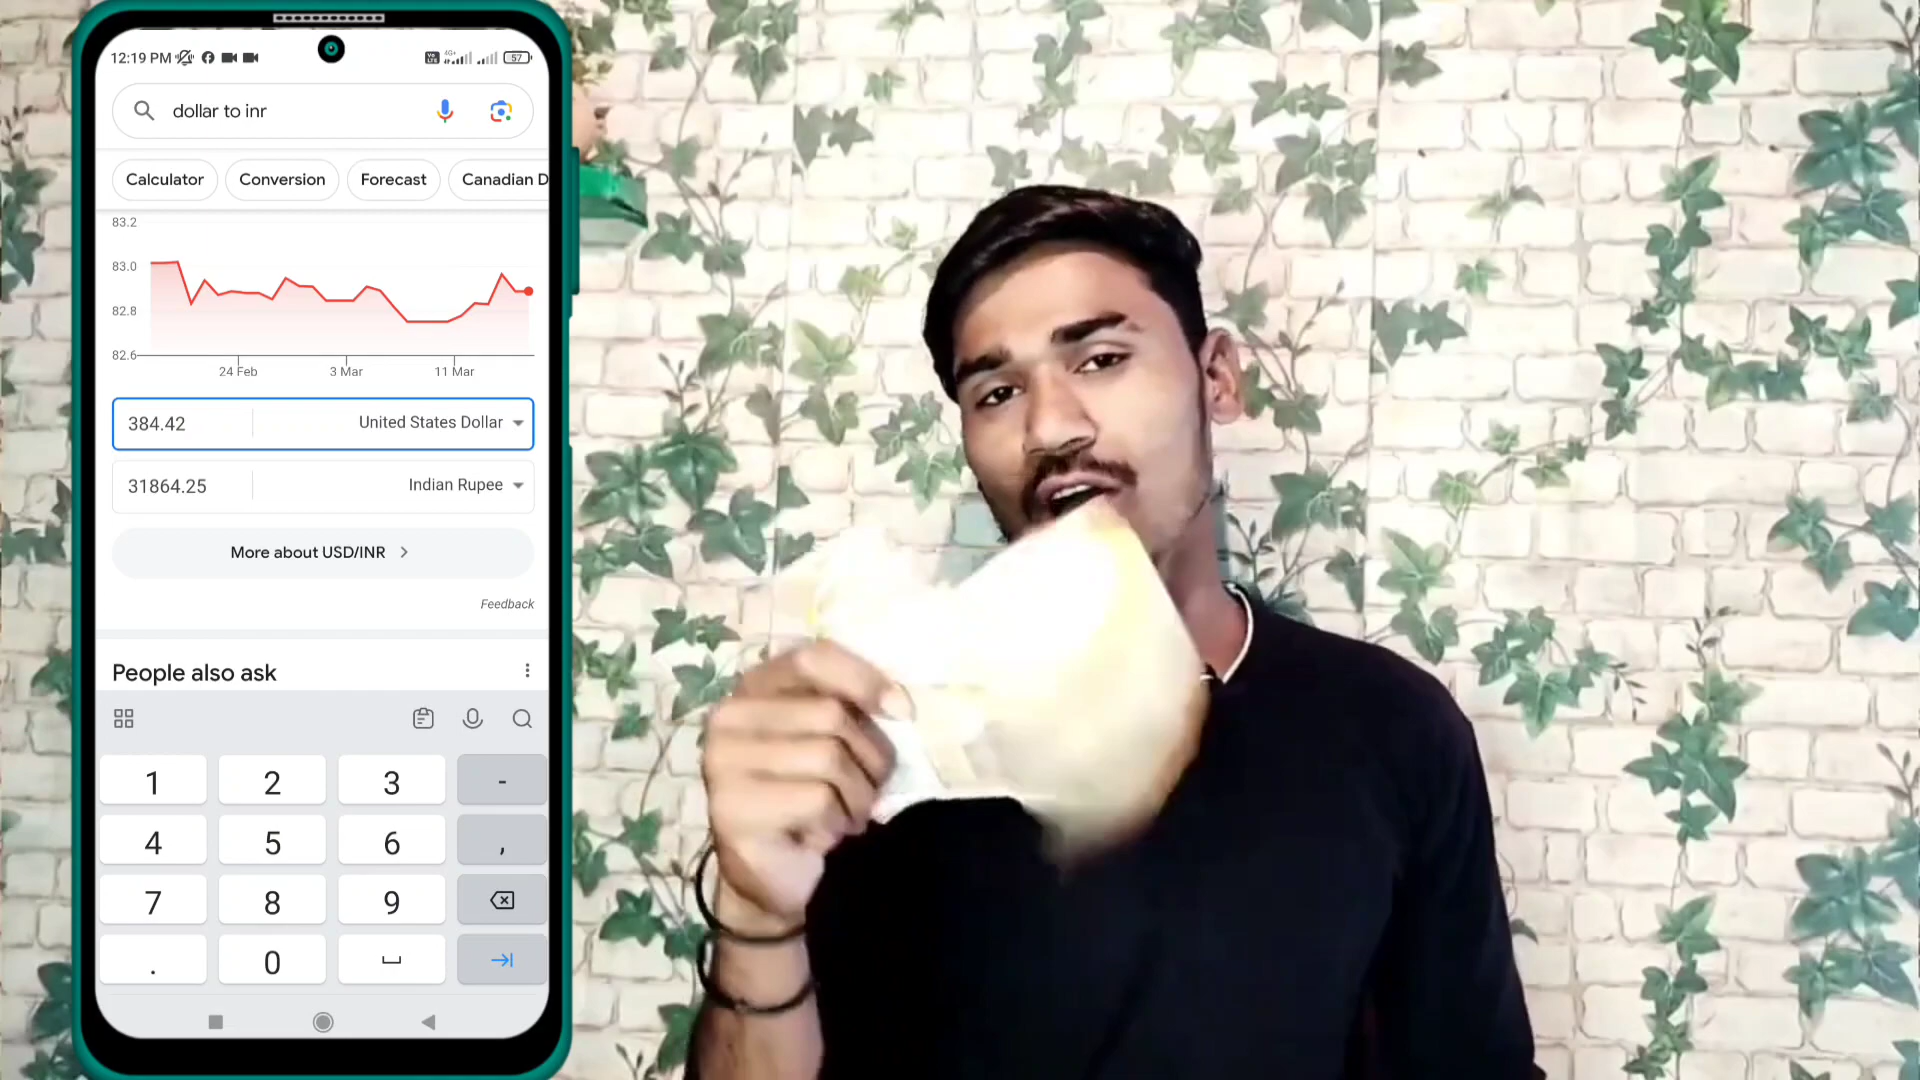 12:19 PM
57
dollar to inr
Calculator
Conversion
Forecast
Canadian D
83.2
83.0
82.8
82.6
24 Feb
3 Mar
11 Mar
384.42
United States Dollar
31864.25
Indian Rupee
More about USD/INR
Feedback
People also ask
1 2 3 -
4 5 6 ,
7 8 9
. 0